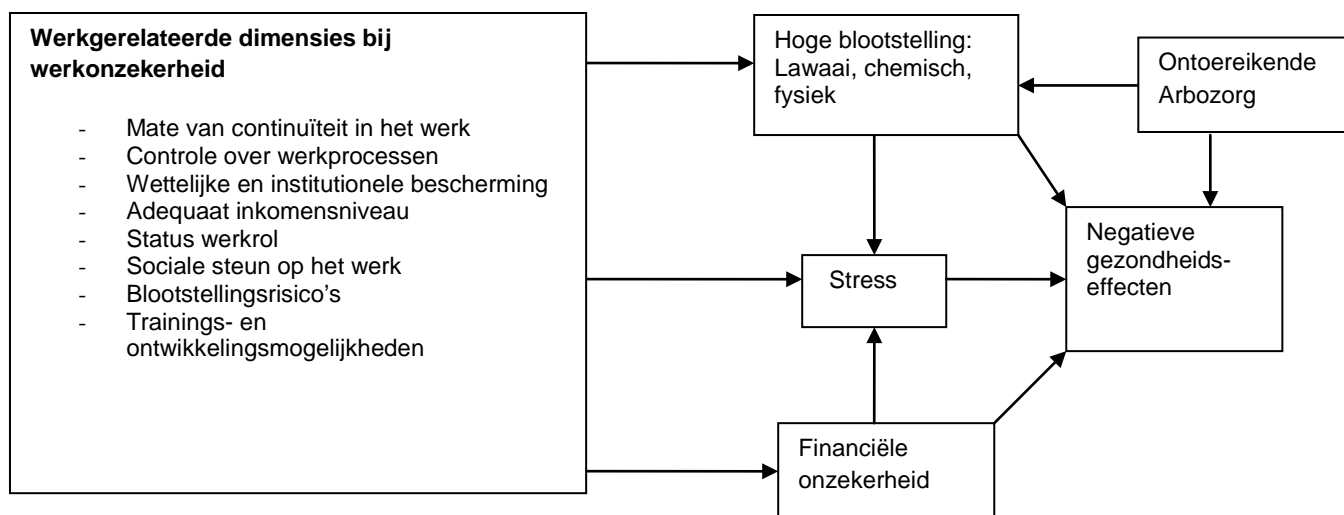 Werkgerelateerde dimensies bij
werkonzekerheid
- Mate van continuïteit in het werk
- Controle over werkprocessen
- Wettelijke en institutionele bescherming
- Adequaat inkomensniveau
- Status werkrol
- Sociale steun op het werk
- Blootstellingsrisico's
- Trainings- en
ontwikkelingsmogelijkheden
Hoge blootstelling:
Lawaai, chemisch,
fysiek
Ontoereikende
Arbozorg
Stress
Negatieve
gezondheids-
effecten
Financiële
onzekerheid